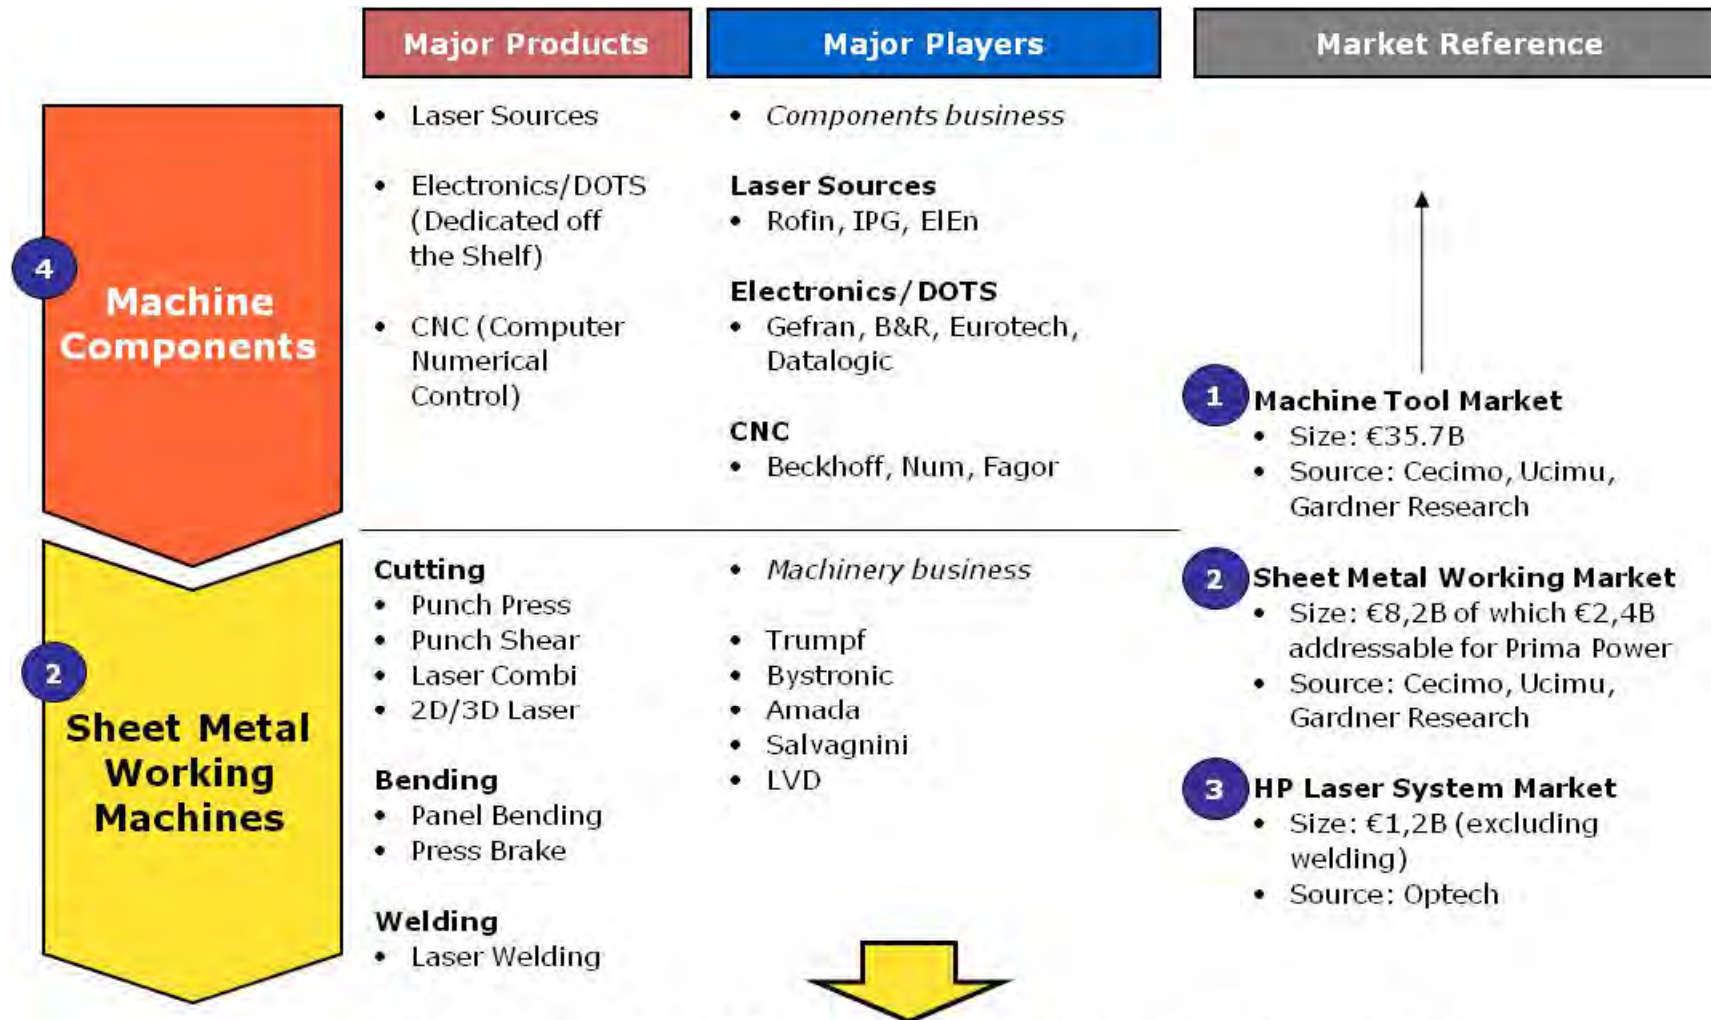 Major Products
Major Players
Market Reference
4
Machine
Components
• Laser Sources
• Electronics/DOTS
(Dedicated off
the Shelf)
• CNC (Computer
Numerical
Control)
• Components business
Laser Sources
• Rofin, IPG, ElEn
Electronics/DOTS
• Gefran, B&R, Eurotech,
Datalogic
CNC
• Beckhoff, Num, Fagor
1
Machine Tool Market
• Size: €35.7B
• Source: Cecimo, Ucimu,
Gardner Research
2
Sheet Metal
Working
Machines
Cutting
• Punch Press
• Punch Shear
• Laser Combi
• 2D/3D Laser
Bending
• Panel Bending
• Press Brake
Welding
• Laser Welding
• Machinery business
• Trumpf
• Bystronic
• Amada
• Salvagnini
• LVD
2
Sheet Metal Working Market
• Size: €8,2B of which €2,4B
addressable for Prima Power
• Source: Cecimo, Ucimu,
Gardner Research
3
HP Laser System Market
• Size: €1,2B (excluding
welding)
• Source: Optech